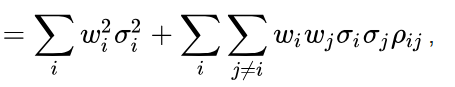 = ∑_i w_i^2 σ_i^2 + ∑_i ∑_{j≠i} w_i w_j σ_i σ_j ρ_{ij} ,